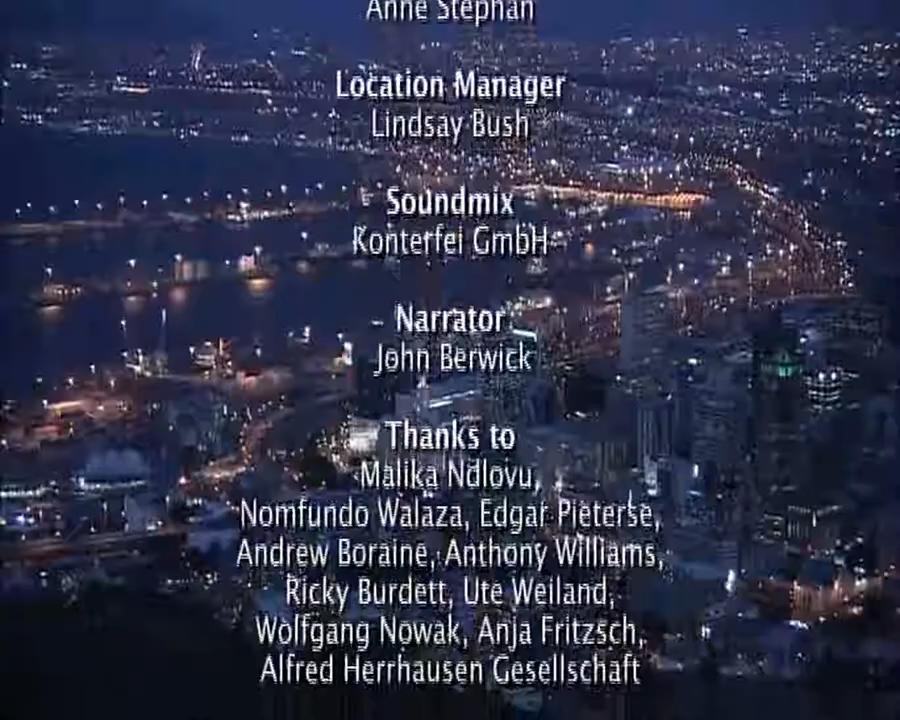 Anne Stephan
Location Manager
Lindsay Bush
Soundmix
Konterfei GmbH
Narrator
John Berwick
Thanks to
Malika Ndlovu,
Nomfundo Walaza, Edgar Pieterse,
Andrew Boraine, Anthony Williams,
Ricky Burdett, Ute Weiland,
Wolfgang Nowak, Anja Fritzsch,
Alfred Herrhausen Gesellschaft